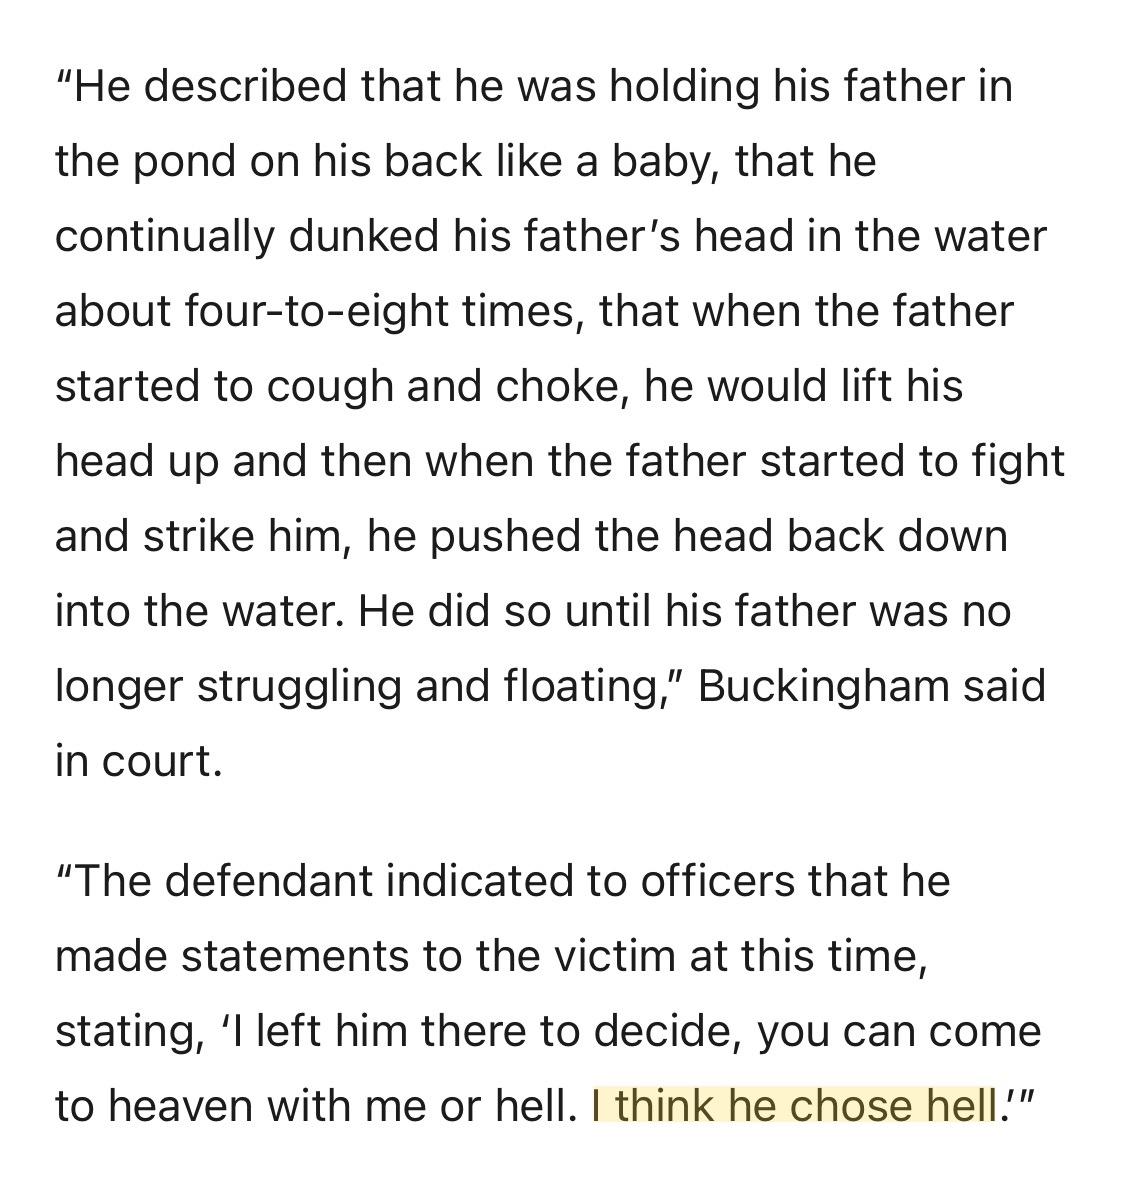 “He described that he was holding his father in
the pond on his back like a baby, that he
continually dunked his father’s head in the water
about four-to-eight times, that when the father
started to cough and choke, he would lift his
head up and then when the father started to fight
and strike him, he pushed the head back down
into the water. He did so until his father was no
longer struggling and floating,” Buckingham said
in court.
“The defendant indicated to officers that he
made statements to the victim at this time,
stating, ‘I left him there to decide, you can come
to heaven with me or hell. I think he chose hell.’”